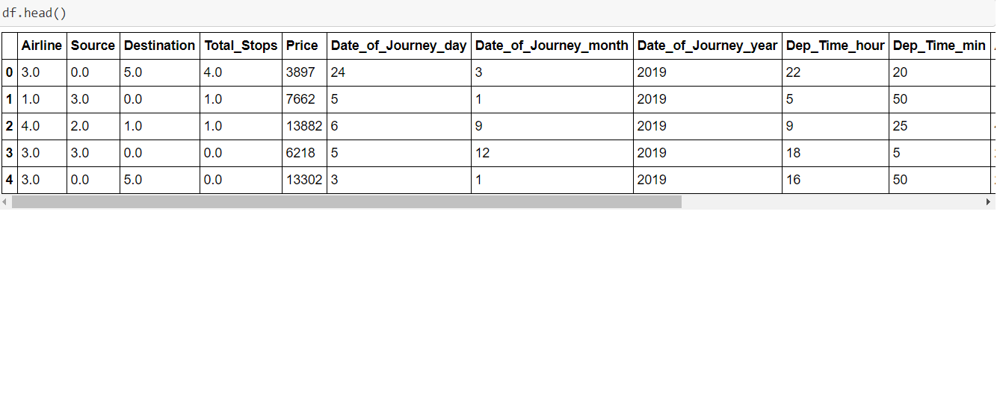 df.head()
Airline Source Destination Total_Stops Price Date_of_Journey_day Date_of_Journey_month Date_of_Journey_year Dep_Time_hour Dep_Time_min
0 3.0 0.0 5.0 4.0 3897 24 3 2019 22 20
1 1.0 3.0 0.0 1.0 7662 5 1 2019 5 50
2 4.0 2.0 1.0 1.0 13882 6 9 2019 9 25
3 3.0 3.0 0.0 0.0 6218 5 12 2019 18 5
4 3.0 0.0 5.0 0.0 13302 3 1 2019 16 50